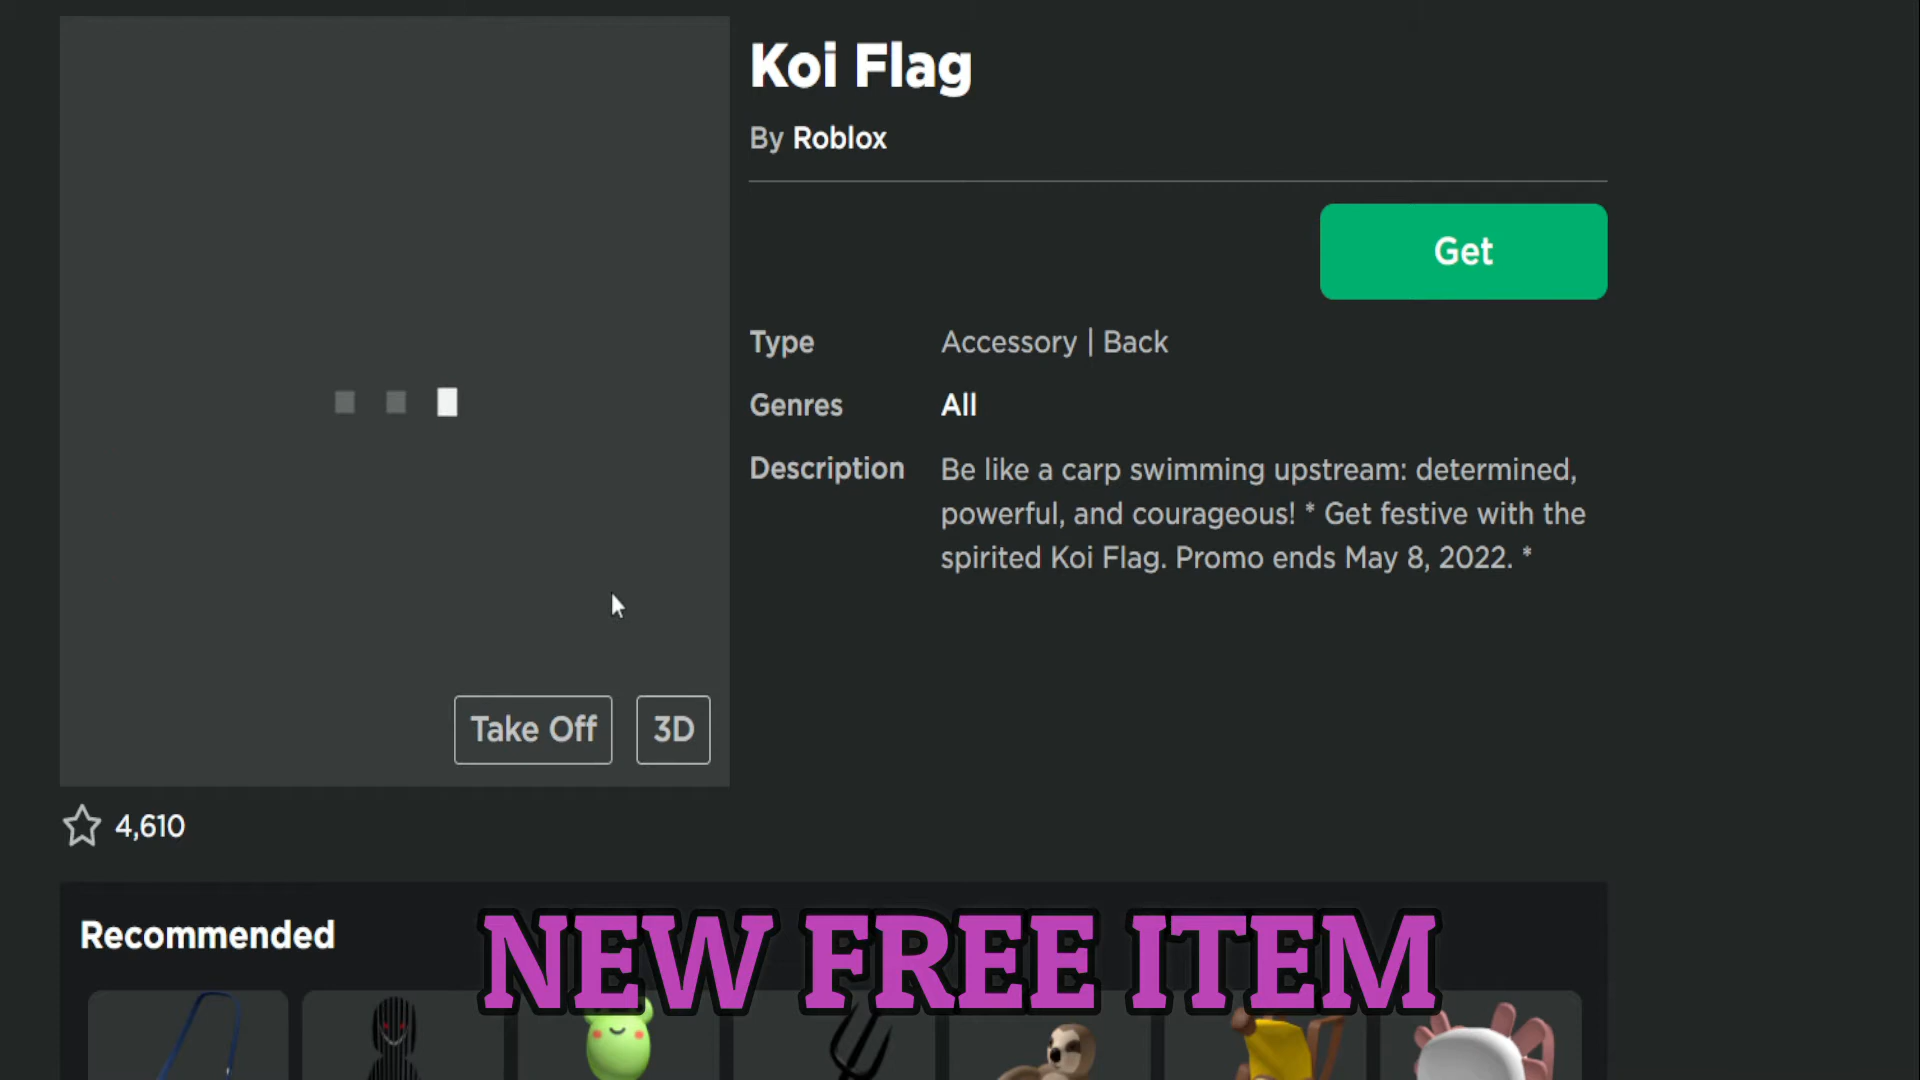 Koi Flag
By Roblox
Get
Type Accessory | Back
Genres All
Description Be like a carp swimming upstream: determined,
powerful, and courageous! * Get festive with the
spirited Koi Flag. Promo ends May 8, 2022. *
Take Off 3D
4,610
Recommended
NEW FREE ITEM